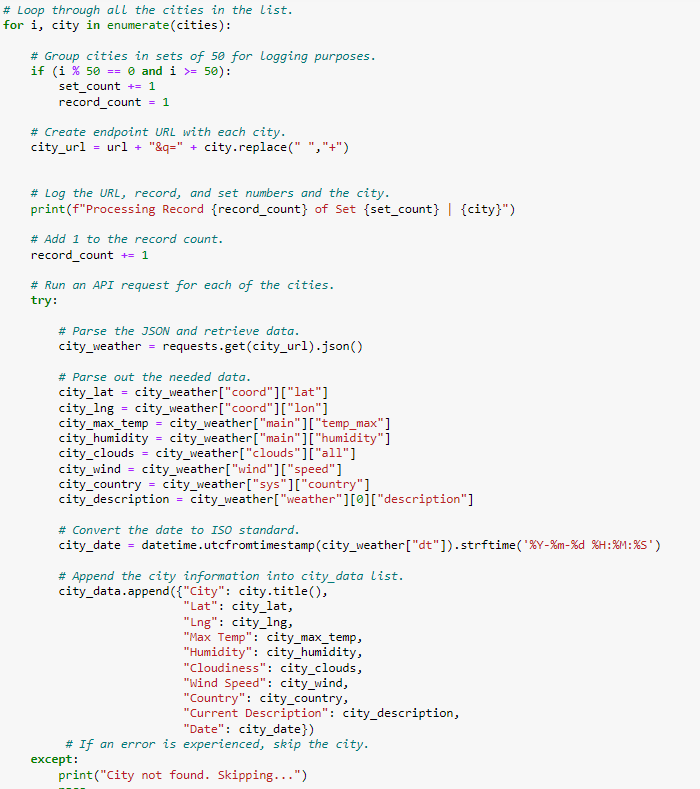 # Loop through all the cities in the list.
for i, city in enumerate(cities):
# Group cities in sets of 50 for logging purposes.
if (i % 50 == 0 and i >= 50):
set_count += 1
record_count = 1
# Create endpoint URL with each city.
city_url = url + "&q=" + city.replace(" ","+")
# Log the URL, record, and set numbers and the city.
print(f"Processing Record {record_count} of Set {set_count} | {city}")
# Add 1 to the record count.
record_count += 1
# Run an API request for each of the cities.
try:
# Parse the JSON and retrieve data.
city_weather = requests.get(city_url).json()
# Parse out the needed data.
city_lat = city_weather["coord"]["lat"]
city_lng = city_weather["coord"]["lon"]
city_max_temp = city_weather["main"]["temp_max"]
city_humidity = city_weather["main"]["humidity"]
city_clouds = city_weather["clouds"]["all"]
city_wind = city_weather["wind"]["speed"]
city_country = city_weather["sys"]["country"]
city_description = city_weather["weather"][0]["description"]
# Convert the date to ISO standard.
city_date = datetime.utcfromtimestamp(city_weather["dt"]).strftime('%Y-%m-%d %H:%M:%S')
# Append the city information into city_data list.
city_data.append({"City": city.title(),
"Lat": city_lat,
"Lng": city_lng,
"Max Temp": city_max_temp,
"Humidity": city_humidity,
"Cloudiness": city_clouds,
"Wind Speed": city_wind,
"Country": city_country,
"Current Description": city_description,
"Date": city_date})
# If an error is experienced, skip the city.
except:
print("City not found. Skipping...")